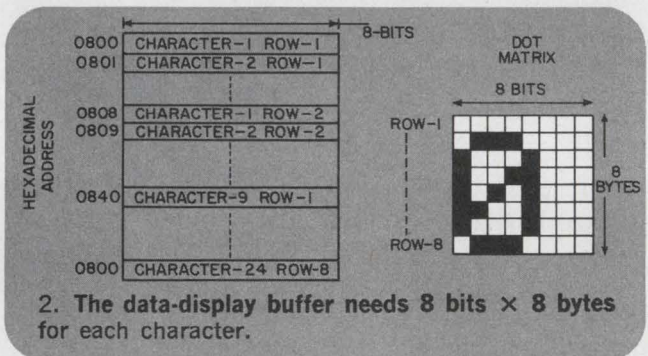 8-BITS
0800 CHARACTER-1 ROW-1
0801 CHARACTER-2 ROW-1
0808 CHARACTER-1 ROW-2
0809 CHARACTER-2 ROW-2
0840 CHARACTER-9 ROW-1
0800 CHARACTER-24 ROW-8
HEXADECIMAL
ADDRESS
DOT
MATRIX
8 BITS
ROW-1
8
BYTES
ROW-8
2. The data-display buffer needs 8 bits × 8 bytes
for each character.